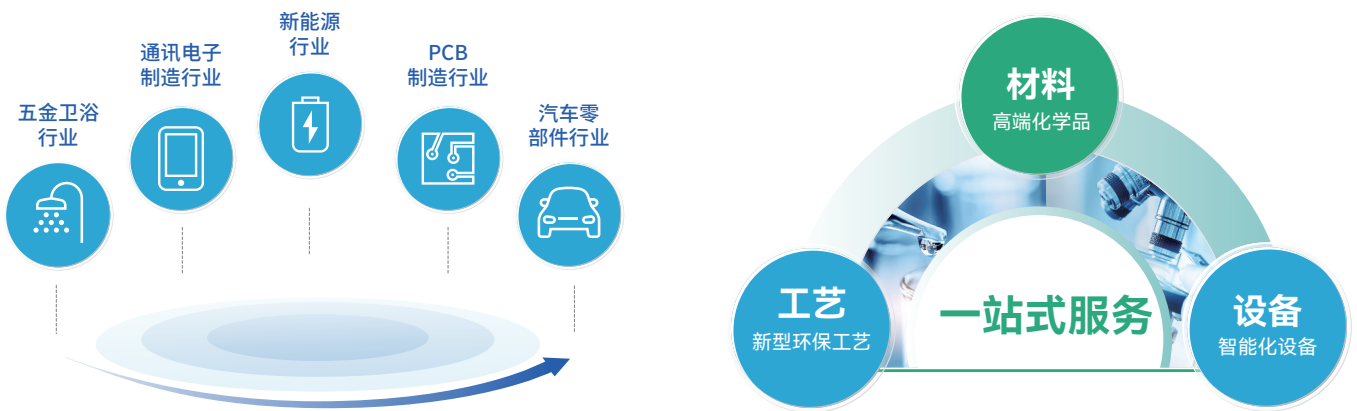 五金卫浴
行业
通讯电子
制造行业
新能源
行业
PCB
制造行业
汽车零
部件行业
材料
高端化学品
工艺
新型环保工艺
一站式服务
设备
智能化设备